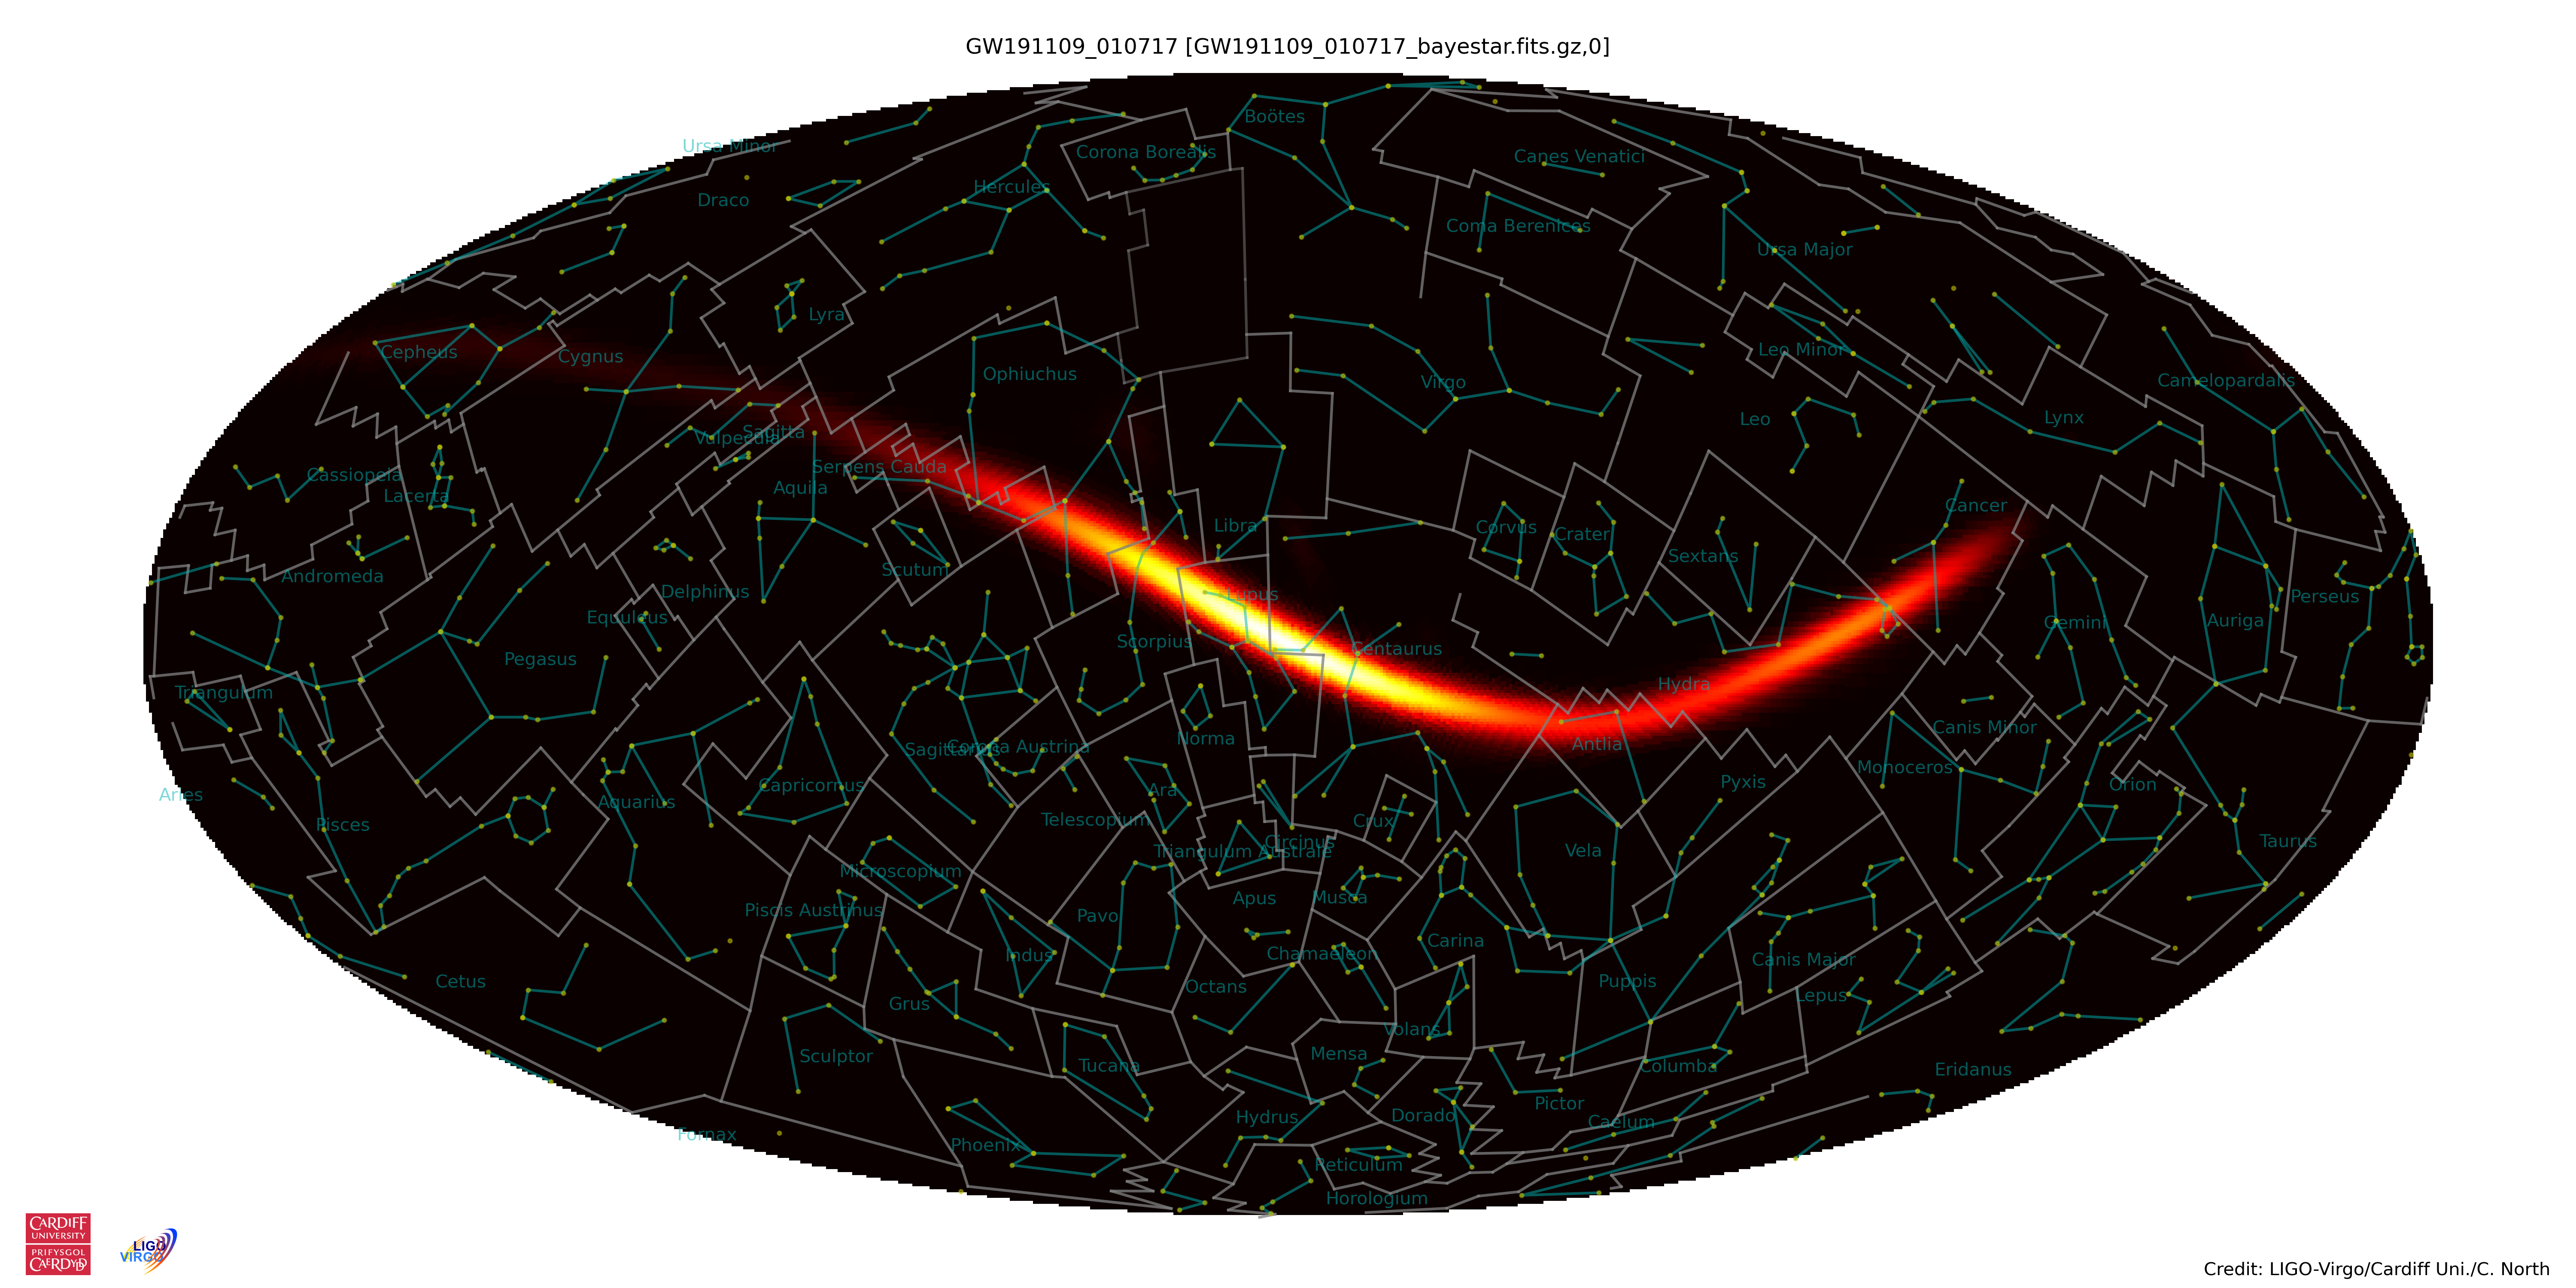 GW191109_010717 [GW191109_010717_bayestar.fits.gz,0]
Boötes
Ursa Minor
Corona Borealis
Canes Venatici
Hercules
Draco
Coma Berenices
Ursa Major
Lyra
Cepheus
Cygnus
Leo Minor
Ophiuchus
Virgo
Camelopardalis
Leo
Lynx
Sagitta
Vulpecula
Serpens Cauda
Cassiopeia
Aquila
Lacerta
Cancer
Libra
Corvus
Crater
Sextans
Scutum
Andromeda
Delphinus
Lupus
Perseus
Equuleus
Auriga
Gemini
Scorpius
Centaurus
Pegasus
Hydra
Triangulum
Canis Minor
Norma
Antlia
Sagittarius
Corona Austrina
Monoceros
Pyxis
Capricornus
Orion
Ara
Aries
Aquarius
Telescopium
Crux
Pisces
Circinus
Taurus
Triangulum Australe
Vela
Microscopium
Apus
Musca
Piscis Austrinus
Pavo
Carina
Indus
Chamaeleon
Canis Major
Cetus
Puppis
Octans
Lepus
Grus
Volans
Mensa
Sculptor
Tucana
Columba
Eridanus
Pictor
Hydrus
Dorado
Caelum
Fornax
Phoenix
Reticulum
Horologium
CARDIFF
UNIVERSITY
PRIFYSGOL
CAERDYDD
LIGO
VIRGO
Credit: LIGO-Virgo/Cardiff Uni./C. North